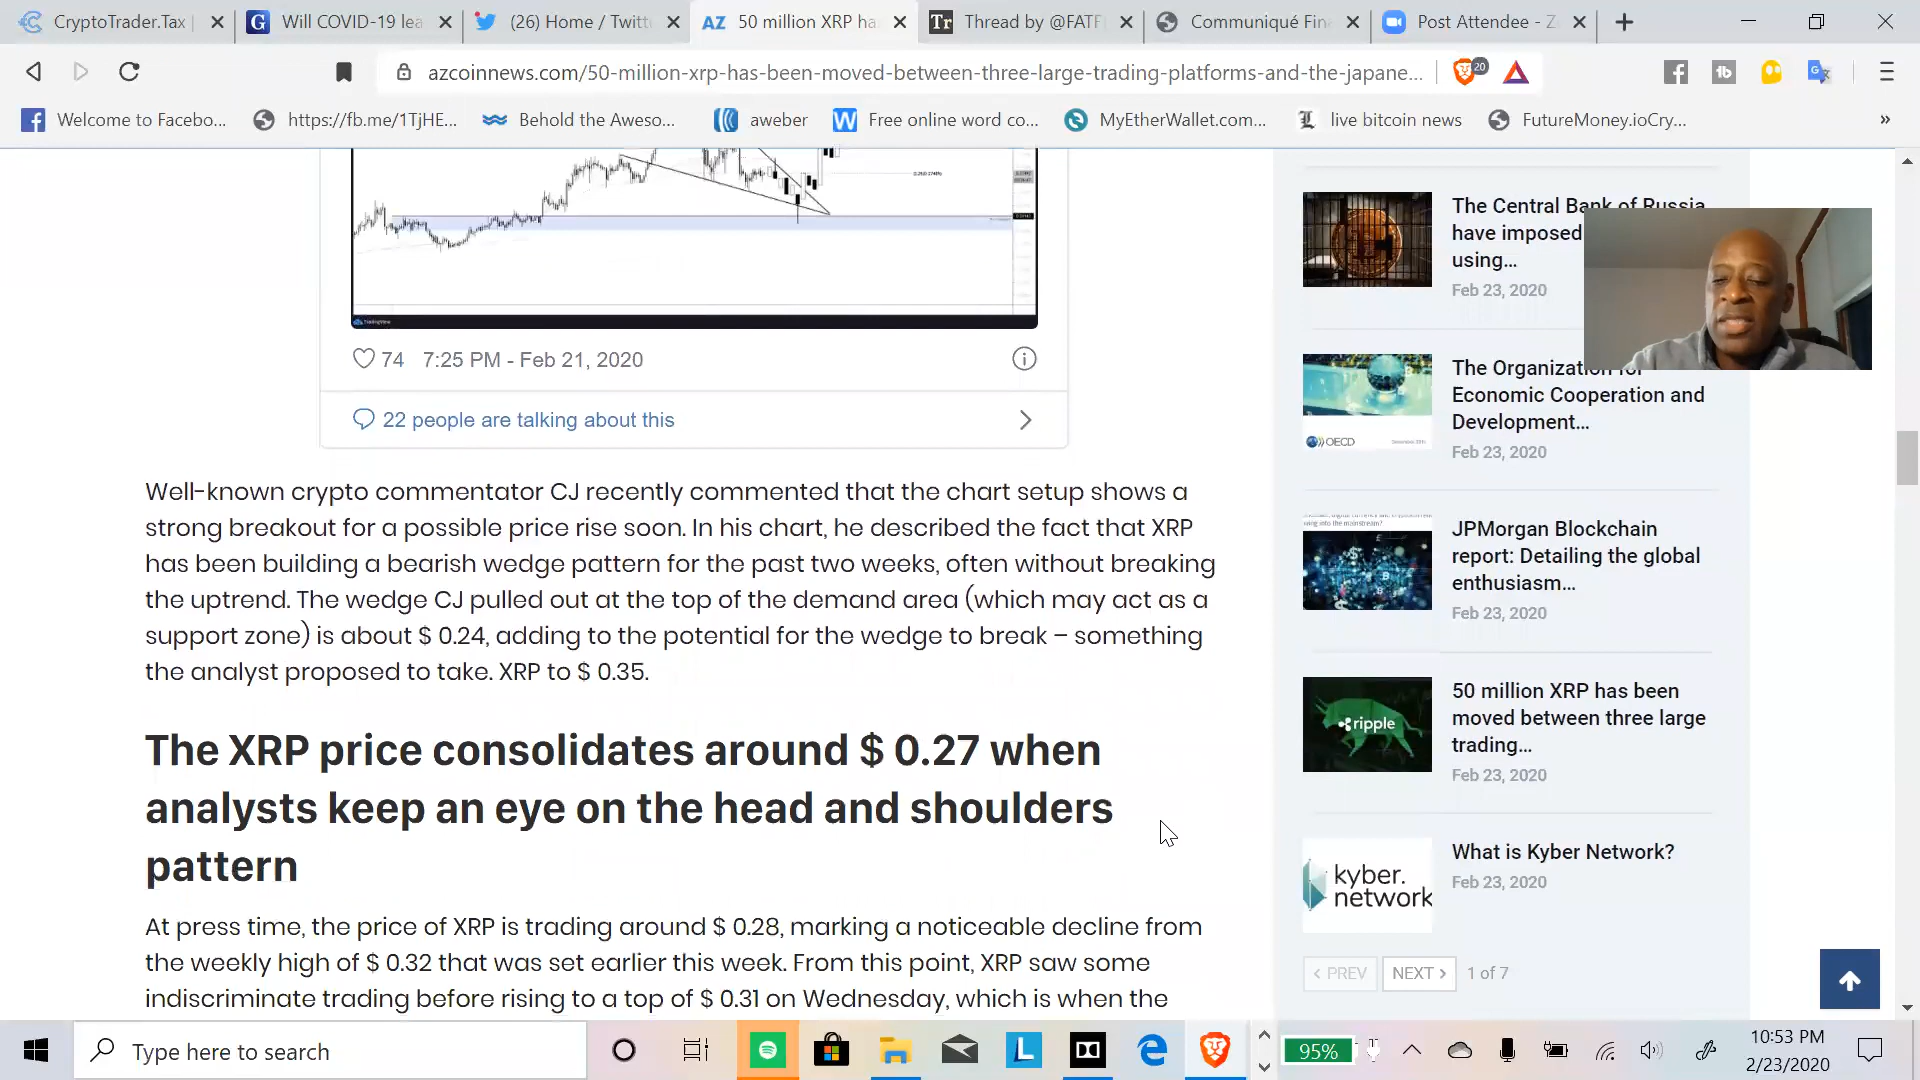 CryptoTrader.Tax |
Will COVID-19 lea
(26) Home / Twitt
AZ 50 million XRP ha
Tr Thread by @FATF
Communiqué Fin
Post Attendee - Z
azcoinnews.com/50-million-xrp-has-been-moved-between-three-large-trading-platforms-and-the-japane...
20
Welcome to Facebo...
https://fb.me/1TjHE...
Behold the Aweso...
aweber
Free online word co...
MyEtherWallet.com...
live bitcoin news
FutureMoney.ioCry...
»
TradingView
74 7:25 PM - Feb 21, 2020
22 people are talking about this
Well-known crypto commentator CJ recently commented that the chart setup shows a
strong breakout for a possible price rise soon. In his chart, he described the fact that XRP
has been building a bearish wedge pattern for the past two weeks, often without breaking
the uptrend. The wedge CJ pulled out at the top of the demand area (which may act as a
support zone) is about $ 0.24, adding to the potential for the wedge to break – something
the analyst proposed to take. XRP to $ 0.35.
The XRP price consolidates around $ 0.27 when
analysts keep an eye on the head and shoulders
pattern
At press time, the price of XRP is trading around $ 0.28, marking a noticeable decline from
the weekly high of $ 0.32 that was set earlier this week. From this point, XRP saw some
indiscriminate trading before rising to a top of $ 0.31 on Wednesday, which is when the
The Central Bank of Russia
have imposed
using...
Feb 23, 2020
OECD
The Organization for
Economic Cooperation and
Development...
Feb 23, 2020
JPMorgan Blockchain
report: Detailing the global
enthusiasm...
Feb 23, 2020
ripple
50 million XRP has been
moved between three large
trading...
Feb 23, 2020
kyber.
network
What is Kyber Network?
Feb 23, 2020
< PREV NEXT > 1 of 7
Type here to search
95%
10:53 PM
2/23/2020